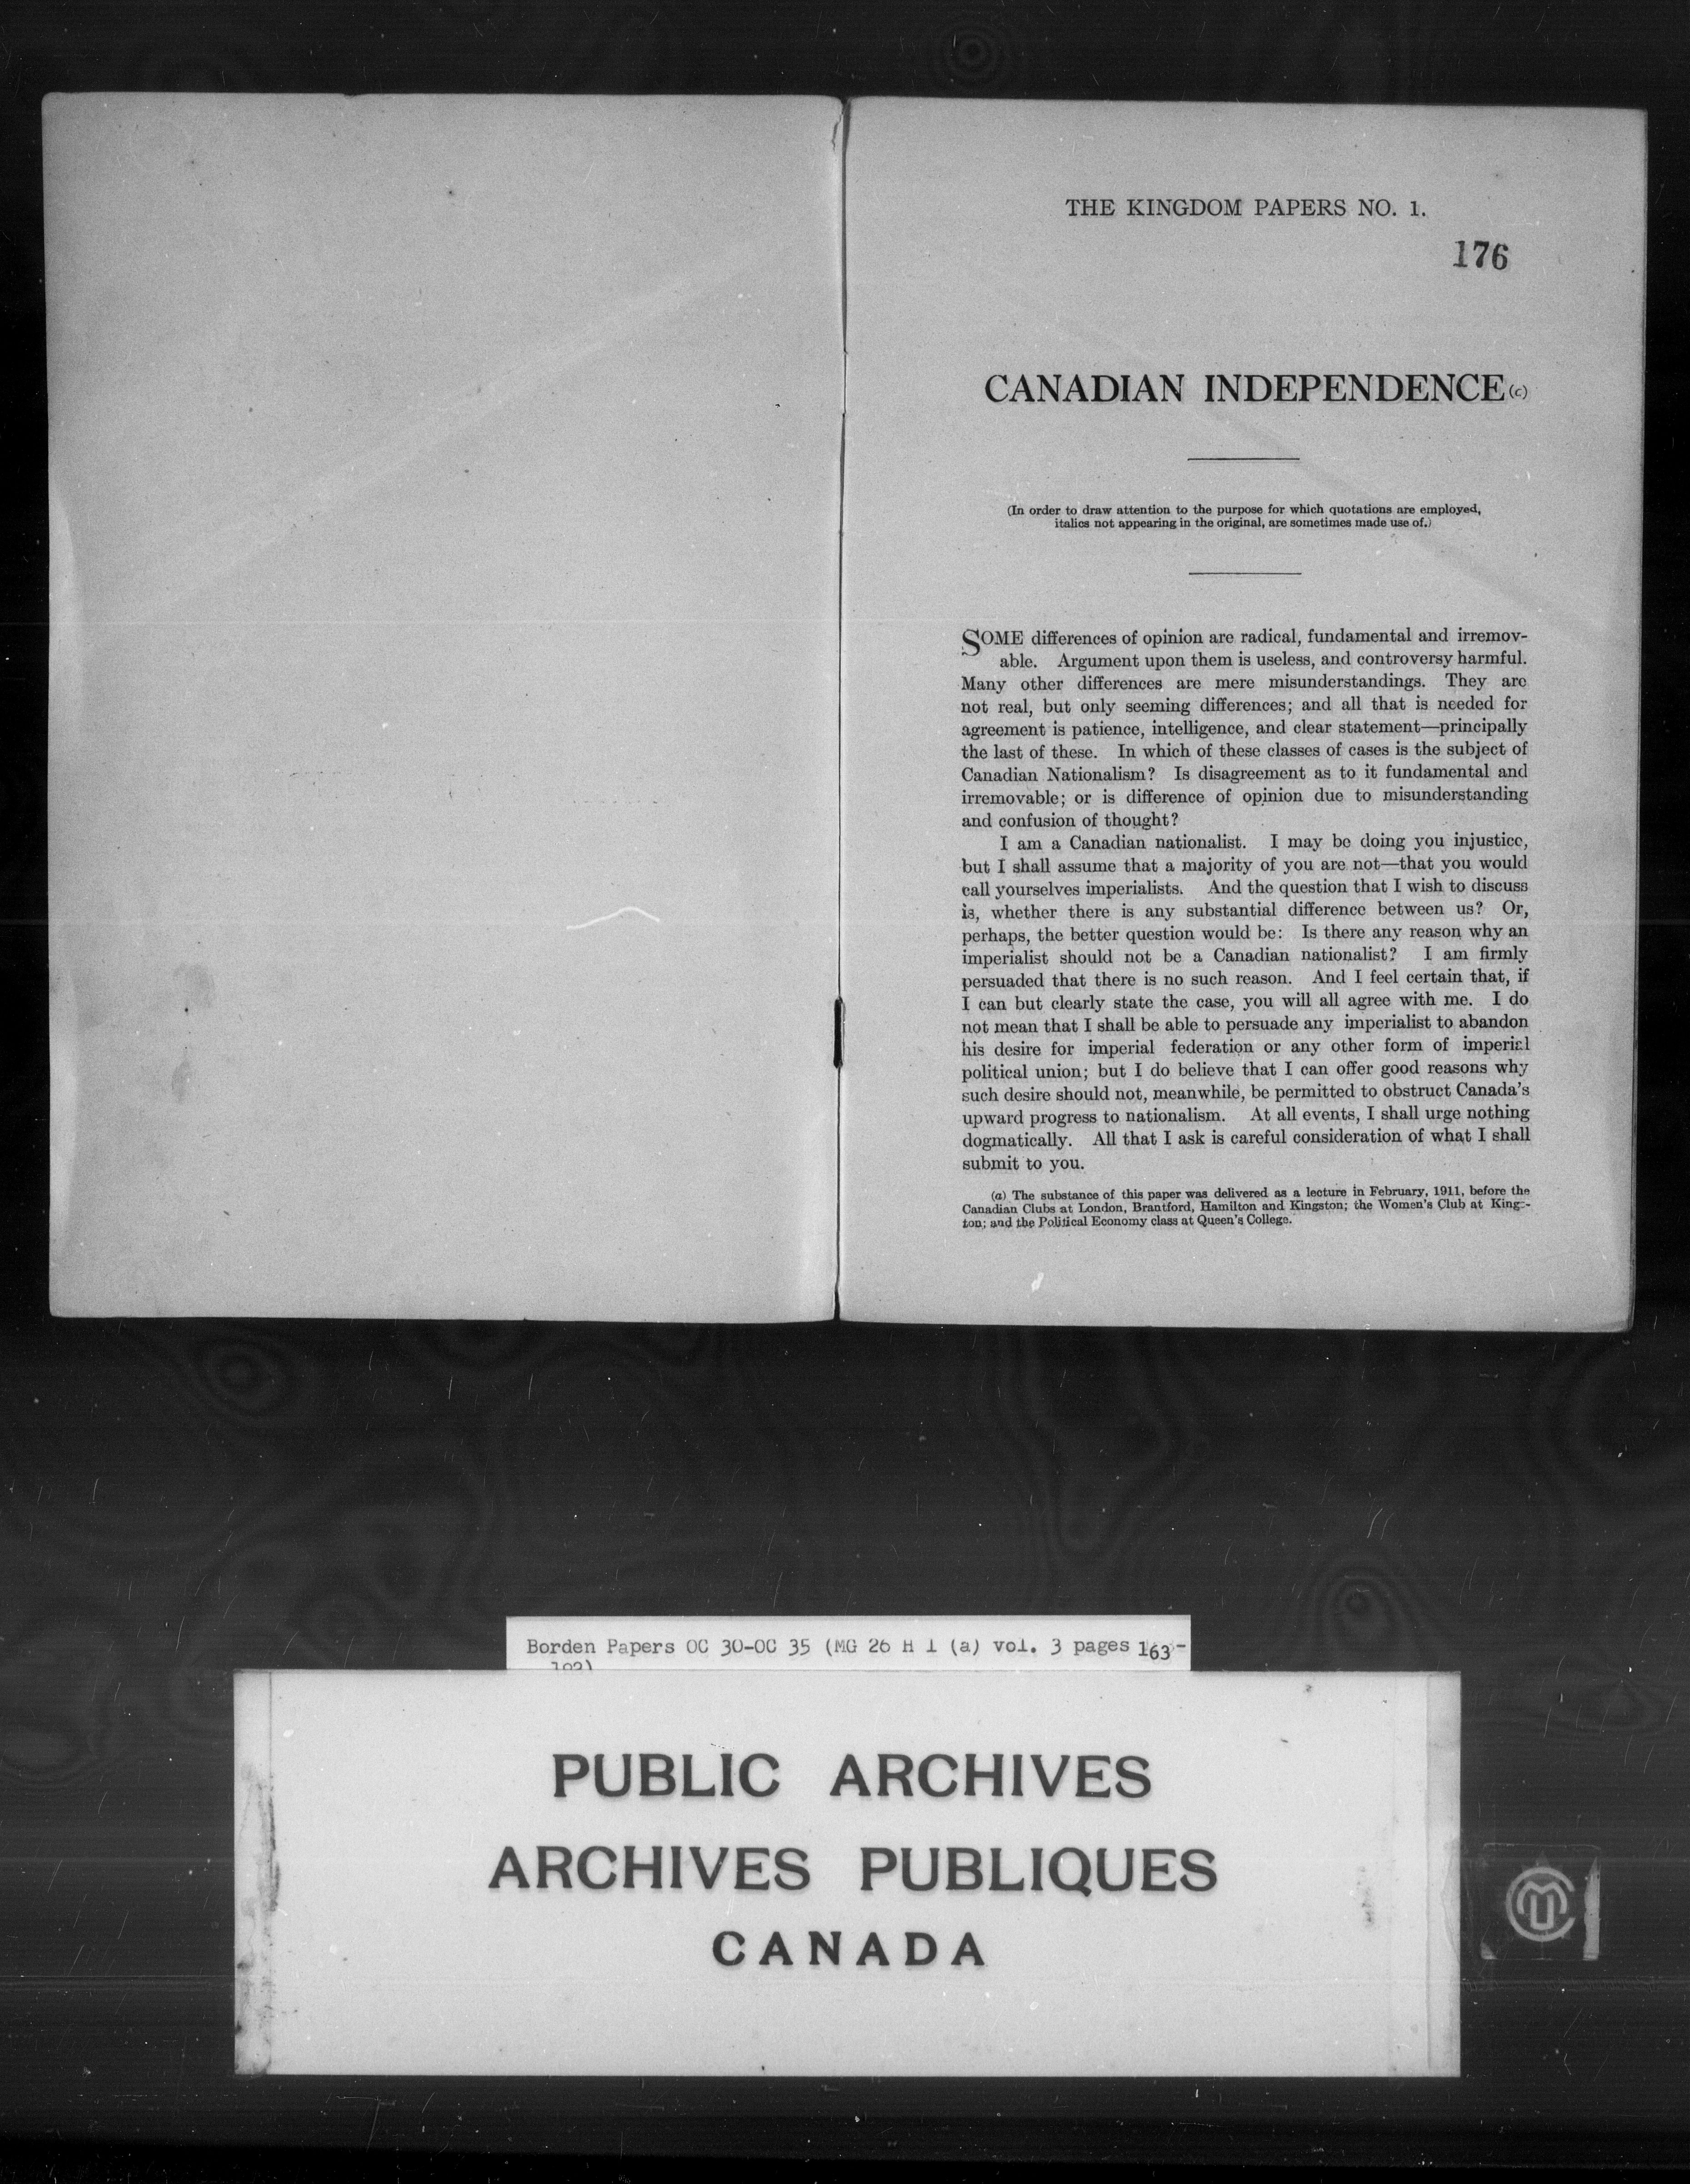 THE KINGDOM PAPERS NO. 1.
176
CANADIAN INDEPENDENCE (c)
(In order to draw attention to the purpose for which quotations are employed,
italics not appearing in the original, are sometimes made use of.)
SOME differences of opinion are radical, fundamental and irremov-
able. Argument upon them is useless, and controversy harmful.
Many other differences are mere misunderstandings. They are
not real, but only seeming differences; and all that is needed for
agreement is patience, intelligence, and clear statement—principally
the last of these. In which of these classes of cases is the subject of
Canadian Nationalism? Is disagreement as to it fundamental and
irremovable; or is difference of opinion due to misunderstanding
and confusion of thought?
I am a Canadian nationalist. I may be doing you injustice,
but I shall assume that a majority of you are not—that you would
call yourselves imperialists. And the question that I wish to discuss
is, whether there is any substantial difference between us? Or,
perhaps, the better question would be: Is there any reason why an
imperialist should not be a Canadian nationalist? I am firmly
persuaded that there is no such reason. And I feel certain that, if
I can but clearly state the case, you will all agree with me. I do
not mean that I shall be able to persuade any imperialist to abandon
his desire for imperial federation or any other form of imperial
political union; but I do believe that I can offer good reasons why
such desire should not, meanwhile, be permitted to obstruct Canada's
upward progress to nationalism. At all events, I shall urge nothing
dogmatically. All that I ask is careful consideration of what I shall
submit to you.
(a) The substance of this paper was delivered as a lecture in February, 1911, before the
Canadian Clubs at London, Brantford, Hamilton and Kingston; the Women's Club at Kings-
ton; and the Political Economy class at Queen's College.
Borden Papers OC 30-OC 35 (MG 26 H 1 (a) vol. 3 pages 163-
PUBLIC ARCHIVES
ARCHIVES PUBLIQUES
CANADA